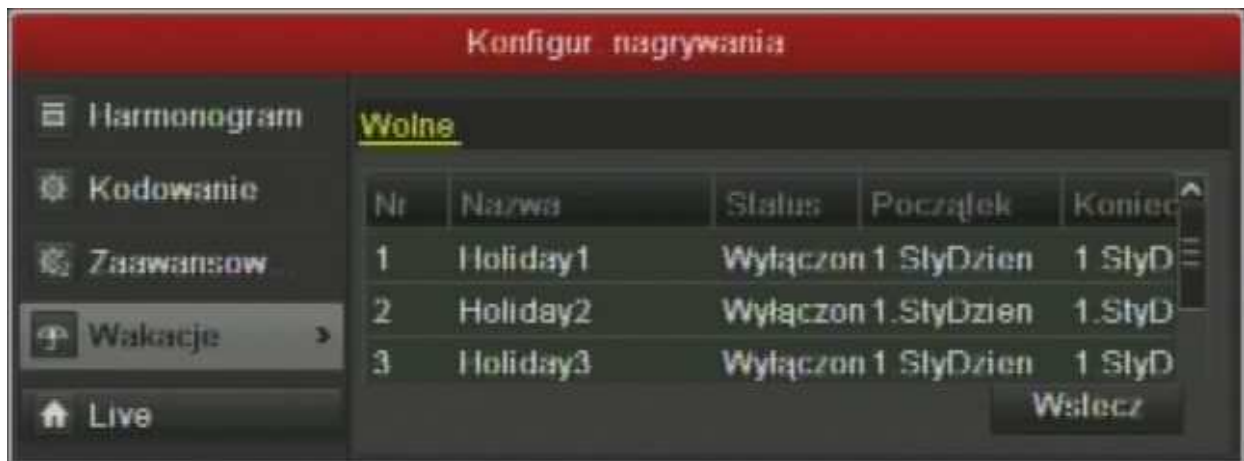 Konfigur nagrywania
Harmonogram
Kodowanie
Zaawansow
Wakacje
Live
Wolne
Nr Nazwa Status Początek Koniec
1 Holiday1 Wyłączon 1.StyDzien 1.StyD
2 Holiday2 Wyłączon 1.StyDzien 1.StyD
3 Holiday3 Wyłączon 1.StyDzien 1.StyD
Wstecz